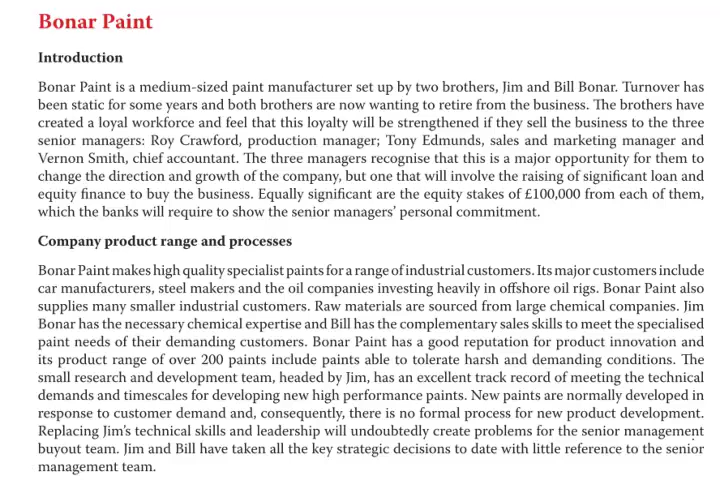 Bonar Paint
Introduction
Bonar Paint is a medium-sized paint manufacturer set up by two brothers, Jim and Bill Bonar. Turnover has
been static for some years and both brothers are now wanting to retire from the business. The brothers have
created a loyal workforce and feel that this loyalty will be strengthened if they sell the business to the three
senior managers: Roy Crawford, production manager; Tony Edmunds, sales and marketing manager and
Vernon Smith, chief accountant. The three managers recognise that this is a major opportunity for them to
change the direction and growth of the company, but one that will involve the raising of significant loan and
equity finance to buy the business. Equally significant are the equity stakes of £100,000 from each of them,
which the banks will require to show the senior managers' personal commitment.
Company product range and processes
Bonar Paint makes high quality specialist paints for a range of industrial customers. Its major customers include
car manufacturers, steel makers and the oil companies investing heavily in offshore oil rigs. Bonar Paint also
supplies many smaller industrial customers. Raw materials are sourced from large chemical companies. Jim
Bonar has the necessary chemical expertise and Bill has the complementary sales skills to meet the specialised
paint needs of their demanding customers. Bonar Paint has a good reputation for product innovation and
its product range of over 200 paints include paints able to tolerate harsh and demanding conditions. The
small research and development team, headed by Jim, has an excellent track record of meeting the technical
demands and timescales for developing new high performance paints. New paints are normally developed in
response to customer demand and, consequently, there is no formal process for new product development.
Replacing Jim's technical skills and leadership will undoubtedly create problems for the senior management
buyout team. Jim and Bill have taken all the key strategic decisions to date with little reference to the senior
management team.